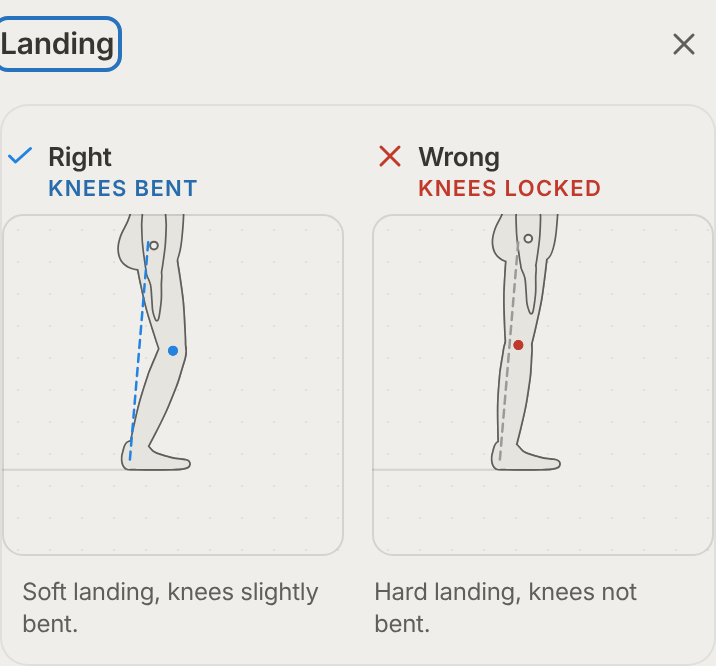 Landing
Right
KNEES BENT
Wrong
KNEES LOCKED
Soft landing, knees slightly
bent.
Hard landing, knees not
bent.